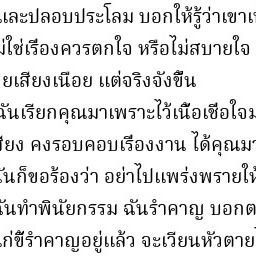 และปลอบประโลม บอกให้รู้ว่าเขาเ
ม่ใช่เรื่องควรตกใจ หรือไม่สบายใจ
ยเสียงเนือย แต่จริงจังขึ้น
ฉันเรียกคุณมาเพราะไว้เนื้อเชื่อใจม
สียง คงรอบคอบเรื่องงาน ได้คุณมา
ฉันก็ขอร้องว่า อย่าไปแพร่งพรายให้
ฉันทำพินัยกรรม ฉันรำคาญ บอกต
แก่ขี้รำคาญอยู่แล้ว จะเวียนหัวตาย